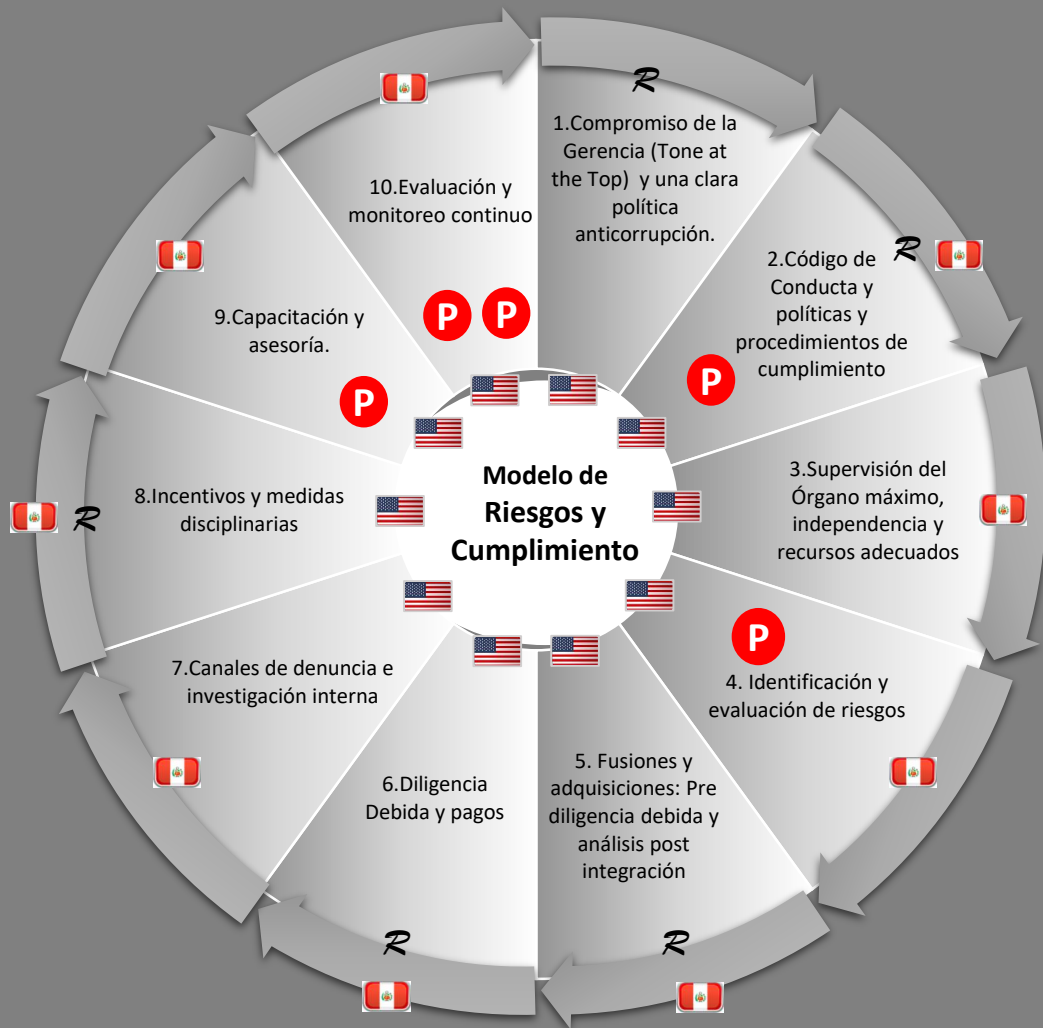 R
1.Compromiso de la
Gerencia (Tone at
the Top) y una clara
política
anticorrupción.
R
2.Código de
Conducta y
políticas y
procedimientos de
cumplimiento
P
3.Supervisión del
Órgano máximo,
independencia y
recursos adecuados
P
4. Identificación y
evaluación de riesgos
5. Fusiones y
adquisiciones: Pre
diligencia debida y
análisis post
integración
R
6.Diligencia
Debida y pagos
R
7.Canales de denuncia e
investigación interna
8.Incentivos y medidas
disciplinarias
R
9.Capacitación y
asesoría.
P
10.Evaluación y
monitoreo continuo
P P
Modelo de
Riesgos y
Cumplimiento